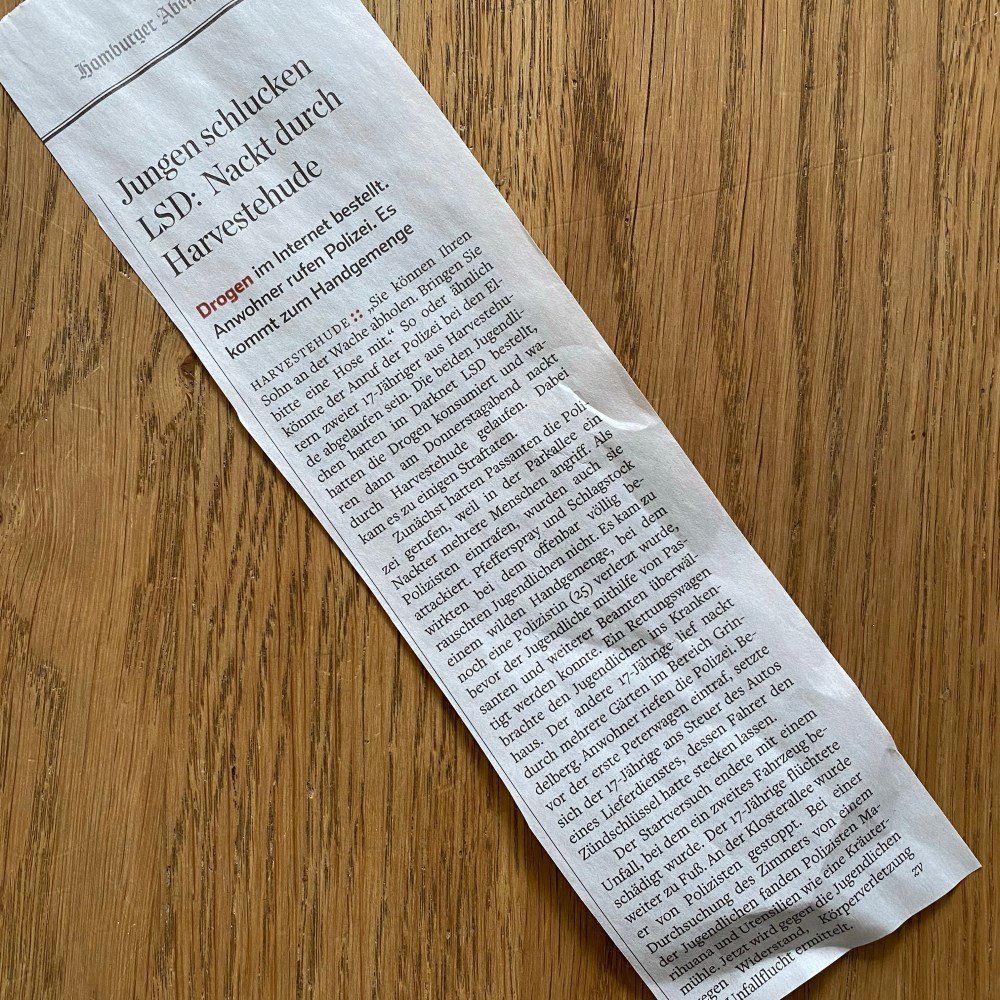 Hamburger Aben
Jungen schlucken
LSD: Nackt durch
Harvestehude
Drogen im Internet bestellt.
Anwohner rufen Polizei. Es
kommt zum Handgemenge
HARVESTEHUDE :: „Sie können Ihren
Sohn an der Wache abholen. Bringen Sie
bitte eine Hose mit.“ So oder ähnlich
könnte der Anruf der Polizei bei den El-
tern zweier 17-Jähriger aus Harvestehu-
de abgelaufen sein. Die beiden Jugendli-
chen hatten im Darknet LSD bestellt,
hatten die Drogen konsumiert und wa-
ren dann am Donnerstagabend nackt
durch Harvestehude gelaufen. Dabei
kam es zu einigen Straftaten.
Zunächst hatten Passanten die Poli-
zei gerufen, weil in der Parkallee ein
Nackter mehrere Menschen angriff. Als
Polizisten eintrafen, wurden auch sie
attackiert. Pfefferspray und Schlagstock
wirkten bei dem offenbar völlig be-
rauschten Jugendlichen nicht. Es kam zu
einem wilden Handgemenge, bei dem
noch eine Polizistin (25) verletzt wurde,
bevor der Jugendliche mithilfe von Pas-
santen und weiterer Beamten überwäl-
tigt werden konnte. Ein Rettungswagen
brachte den Jugendlichen ins Kranken-
haus. Der andere 17-Jährige lief nackt
durch mehrere Gärten im Bereich Grin-
delberg. Anwohner riefen die Polizei. Be-
vor der erste Peterwagen eintraf, setzte
sich der 17-Jährige ans Steuer des Autos
eines Lieferdienstes, dessen Fahrer den
Zündschlüssel hatte stecken lassen.
Der Startversuch endete mit einem
Unfall, bei dem ein zweites Fahrzeug be-
schädigt wurde. Der 17-Jährige flüchtete
weiter zu Fuß. An der Klosterallee wurde
er von Polizisten gestoppt. Bei einer
Durchsuchung des Zimmers von einem
der Jugendlichen fanden Polizisten Ma-
rihuana und Utensilien wie eine Kräuter-
mühle. Jetzt wird gegen die Jugendlichen
wegen Widerstand, Körperverletzung
Unfallflucht ermittelt. zv